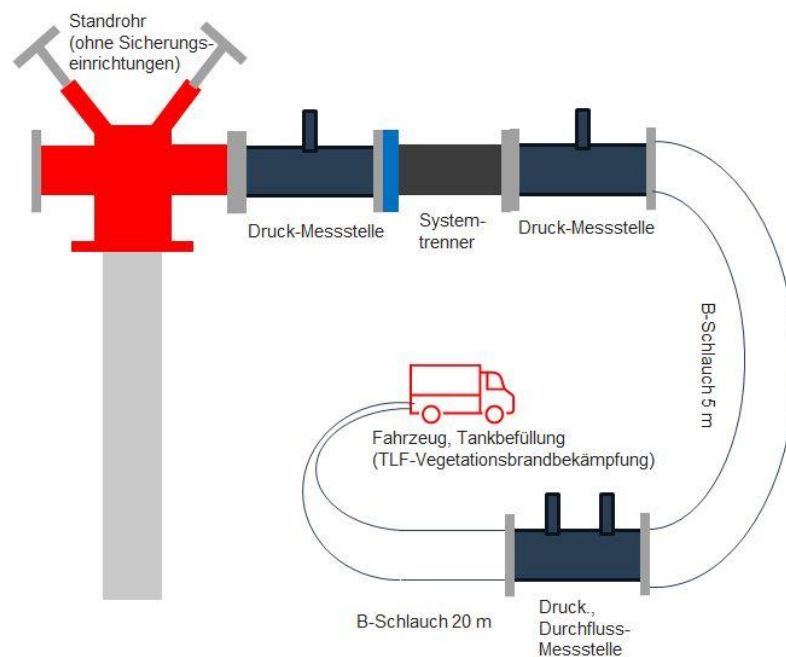 Standrohr
(ohne Sicherungs-
einrichtungen)
Druck-Messstelle
System-
trenner
Druck-Messstelle
B-Schlauch 5 m
Fahrzeug, Tankbefüllung
(TLF-Vegetationsbrandbekämpfung)
B-Schlauch 20 m
Druck.,
Durchfluss-
Messstelle